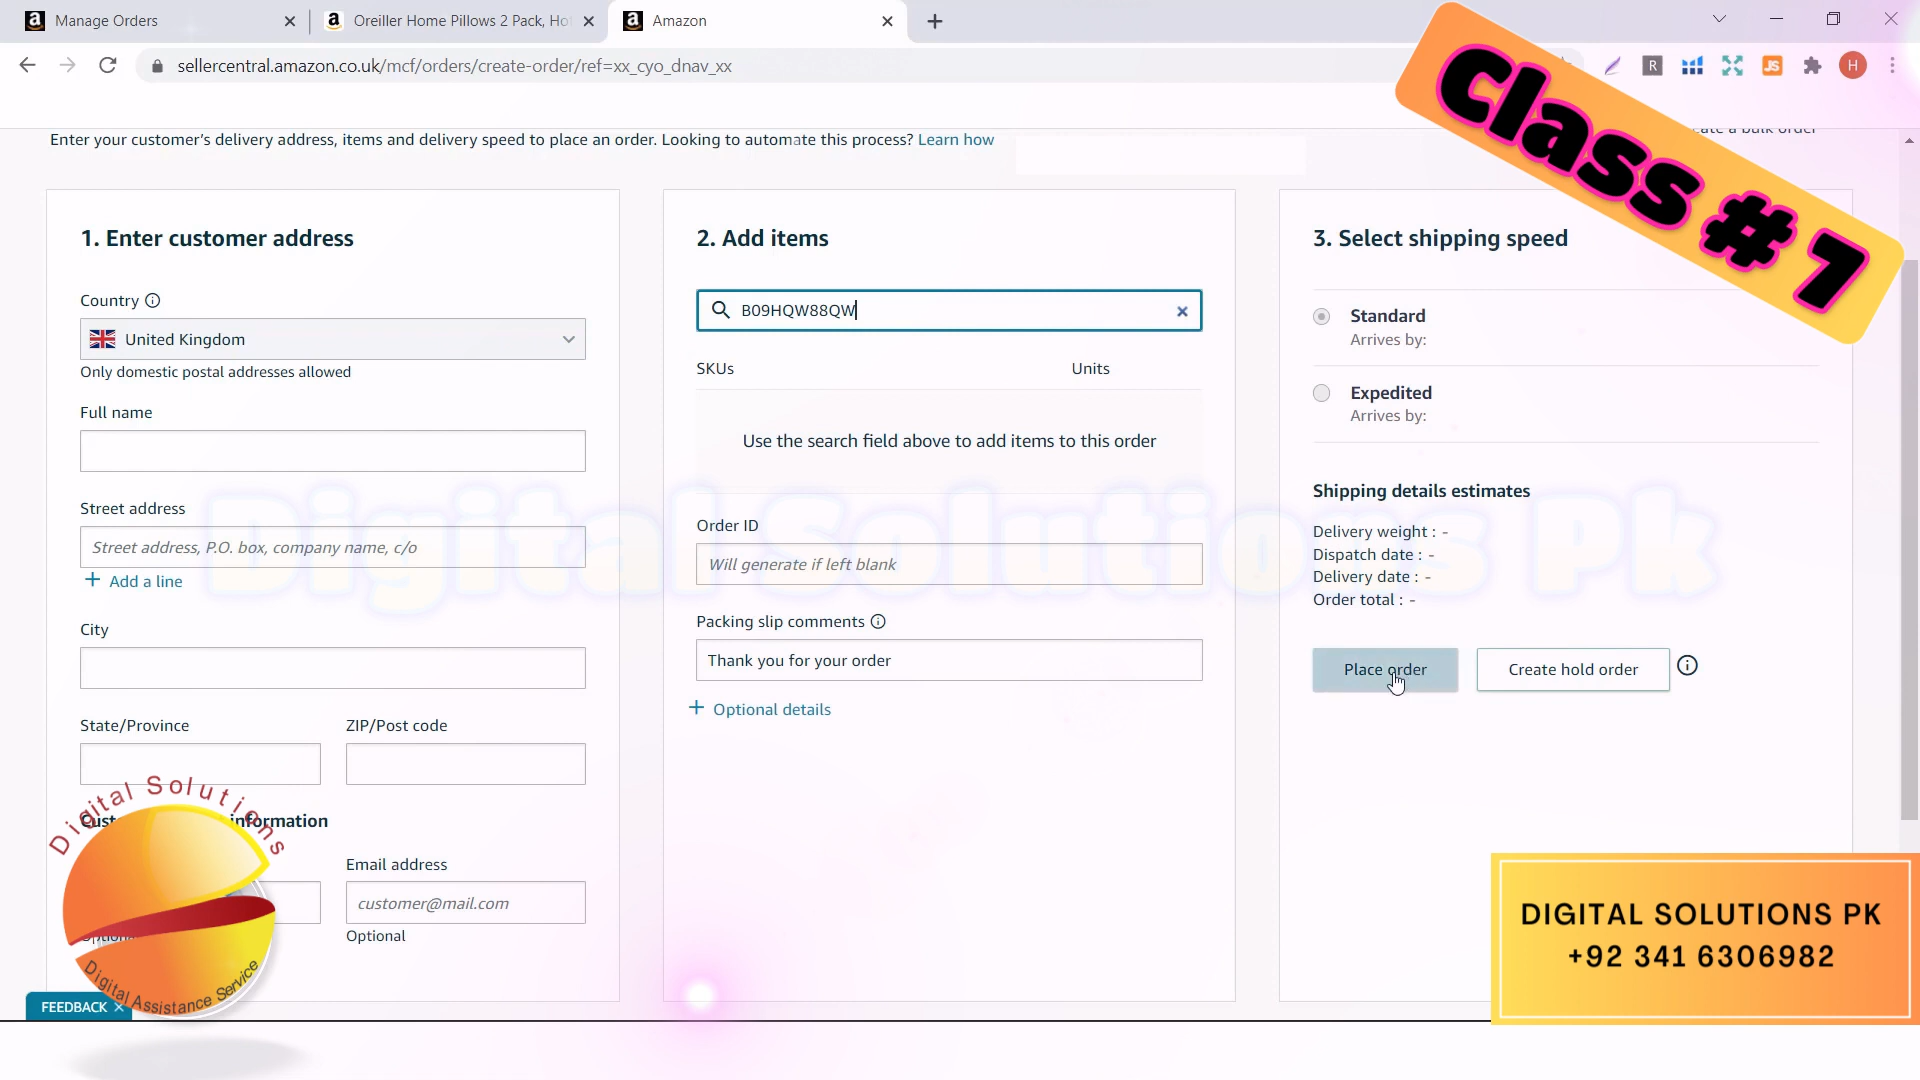 Manage Orders
Oreiller Home Pillows 2 Pack, Ho
Amazon
sellercentral.amazon.co.uk/mcf/orders/create-order/ref=xx_cyo_dnav_xx
R
JS
H
Class # 7
Enter your customer's delivery address, items and delivery speed to place an order. Looking to automate this process? Learn how
a bulk order
1. Enter customer address
Country
United Kingdom
Only domestic postal addresses allowed
Full name
Street address
Street address, P.O. box, company name, c/o
+ Add a line
City
State/Province
ZIP/Post code
information
Email address
customer@mail.com
Optional
Optional
2. Add items
B09HQW88QW
SKUs
Units
Use the search field above to add items to this order
Order ID
Will generate if left blank
Packing slip comments
Thank you for your order
+ Optional details
3. Select shipping speed
Standard
Arrives by:
Expedited
Arrives by:
Shipping details estimates
Delivery weight : -
Dispatch date : -
Delivery date : -
Order total : -
Place order
Create hold order
Digital Solutions Pk
Digital Solutions
Digital Assistance Service
FEEDBACK
DIGITAL SOLUTIONS PK
+92 341 6306982